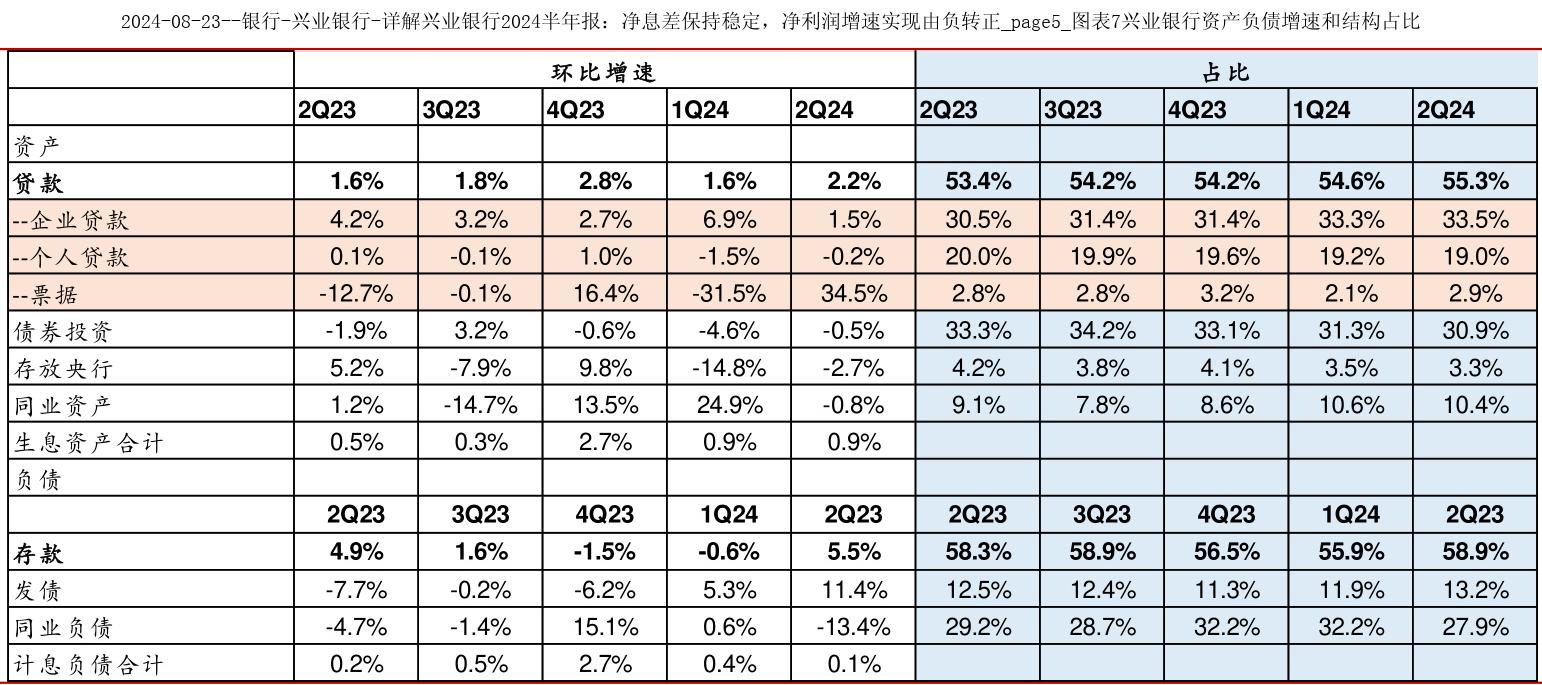 2024-08-23--银行-兴业银行-详解兴业银行2024半年报：净息差保持稳定，净利润增速实现由负转正_page5_图表7兴业银行资产负债增速和结构占比
环比增速 占比
2Q23 3Q23 4Q23 1Q24 2Q24 2Q23 3Q23 4Q23 1Q24 2Q24
资产
贷款 1.6% 1.8% 2.8% 1.6% 2.2% 53.4% 54.2% 54.2% 54.6% 55.3%
--企业贷款 4.2% 3.2% 2.7% 6.9% 1.5% 30.5% 31.4% 31.4% 33.3% 33.5%
--个人贷款 0.1% -0.1% 1.0% -1.5% -0.2% 20.0% 19.9% 19.6% 19.2% 19.0%
--票据 -12.7% -0.1% 16.4% -31.5% 34.5% 2.8% 2.8% 3.2% 2.1% 2.9%
债券投资 -1.9% 3.2% -0.6% -4.6% -0.5% 33.3% 34.2% 33.1% 31.3% 30.9%
存放央行 5.2% -7.9% 9.8% -14.8% -2.7% 4.2% 3.8% 4.1% 3.5% 3.3%
同业资产 1.2% -14.7% 13.5% 24.9% -0.8% 9.1% 7.8% 8.6% 10.6% 10.4%
生息资产合计 0.5% 0.3% 2.7% 0.9% 0.9%
负债
2Q23 3Q23 4Q23 1Q24 2Q23 2Q23 3Q23 4Q23 1Q24 2Q23
存款 4.9% 1.6% -1.5% -0.6% 5.5% 58.3% 58.9% 56.5% 55.9% 58.9%
发债 -7.7% -0.2% -6.2% 5.3% 11.4% 12.5% 12.4% 11.3% 11.9% 13.2%
同业负债 -4.7% -1.4% 15.1% 0.6% -13.4% 29.2% 28.7% 32.2% 32.2% 27.9%
计息负债合计 0.2% 0.5% 2.7% 0.4% 0.1%